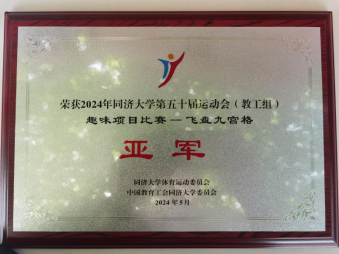 荣获2024年同济大学第五十届运动会（教工组）
趣味项目比赛—飞盘九宫格
亚军
同济大学体育运动委员会
中国教育工会同济大学委员会
2024年5月